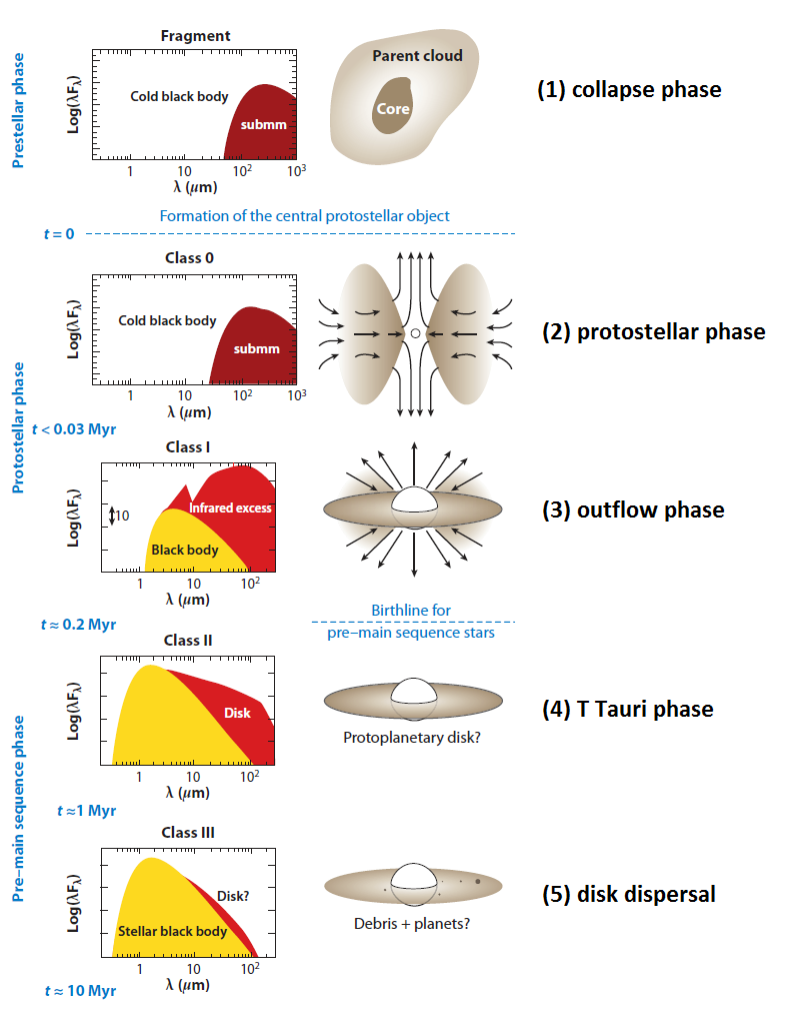 Fragment
Prestellar phase
Log(λFλ)
Cold black body
submm
1 10 10² 10³
λ (μm)
Parent cloud
Core
(1) collapse phase
Formation of the central protostellar object
t = 0
Class 0
Log(λFλ)
Cold black body
submm
1 10 10² 10³
λ (μm)
(2) protostellar phase
Protostellar phase
t < 0.03 Myr
Class I
Log(λFλ)
10
Infrared excess
Black body
1 10 10²
λ (μm)
(3) outflow phase
t ≈ 0.2 Myr
Birthline for
pre–main sequence stars
Class II
Log(λFλ)
Disk
1 10 10²
λ (μm)
Protoplanetary disk?
(4) T Tauri phase
Pre–main sequence phase
t ≈1 Myr
Class III
Log(λFλ)
Disk?
Stellar black body
1 10 10²
λ (μm)
Debris + planets?
(5) disk dispersal
t ≈ 10 Myr